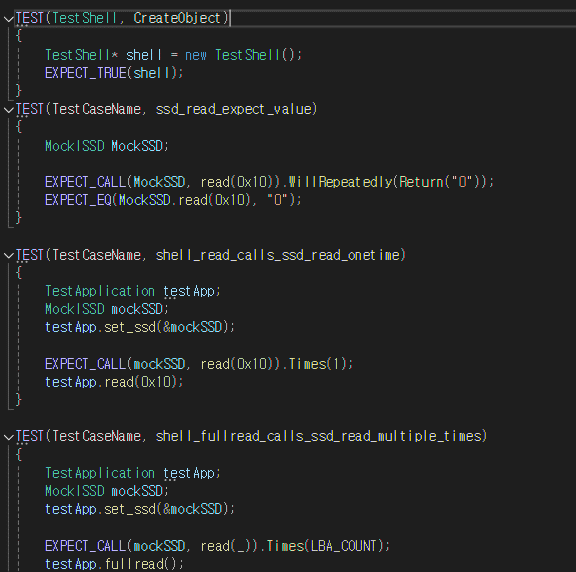 TEST(TestShell, CreateObject)
{
    TestShell* shell = new TestShell();
    EXPECT_TRUE(shell);
}
TEST(TestCaseName, ssd_read_expect_value)
{
    MockISSD MockSSD;

    EXPECT_CALL(MockSSD, read(0x10)).WillRepeatedly(Return("0"));
    EXPECT_EQ(MockSSD.read(0x10), "0");
}

TEST(TestCaseName, shell_read_calls_ssd_read_onetime)
{
    TestApplication testApp;
    MockISSD mockSSD;
    testApp.set_ssd(&mockSSD);

    EXPECT_CALL(mockSSD, read(0x10)).Times(1);
    testApp.read(0x10);
}

TEST(TestCaseName, shell_fullread_calls_ssd_read_multiple_times)
{
    TestApplication testApp;
    MockISSD mockSSD;
    testApp.set_ssd(&mockSSD);

    EXPECT_CALL(mockSSD, read(_)).Times(LBA_COUNT);
    testApp.fullread();